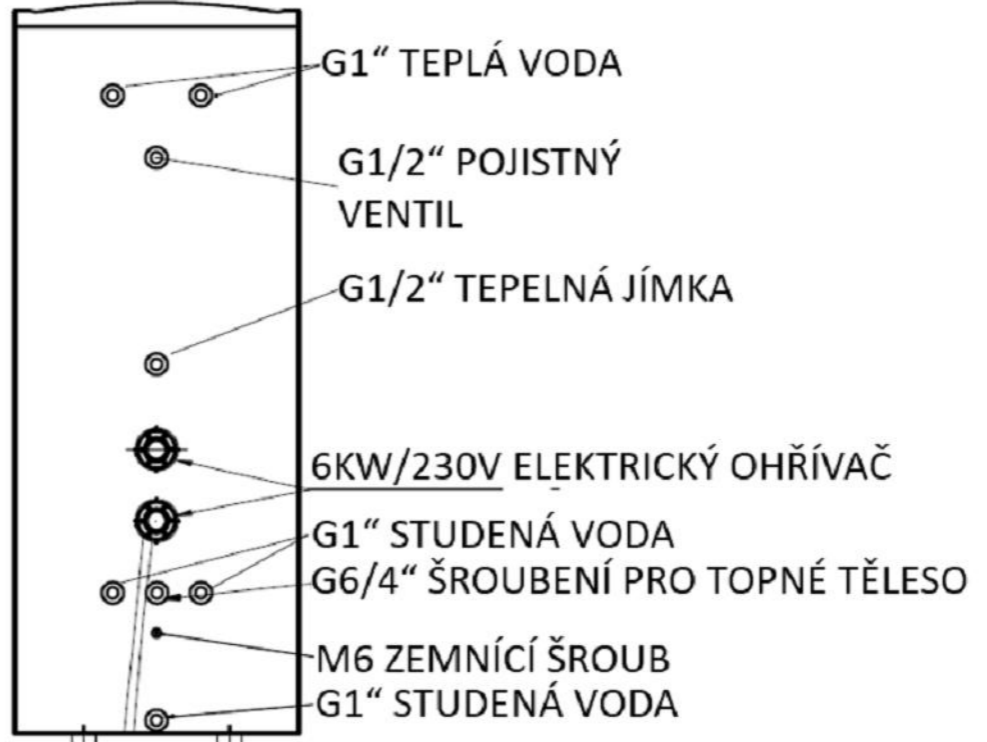 G1“ TEPLÁ VODA
G1/2“ POJISTNÝ
VENTIL
G1/2“ TEPELNÁ JÍMKA
6KW/230V ELEKTRICKÝ OHŘÍVAČ
G1“ STUDENÁ VODA
G6/4“ ŠROUBENÍ PRO TOPNÉ TĚLESO
M6 ZEMNÍCÍ ŠROUB
G1“ STUDENÁ VODA